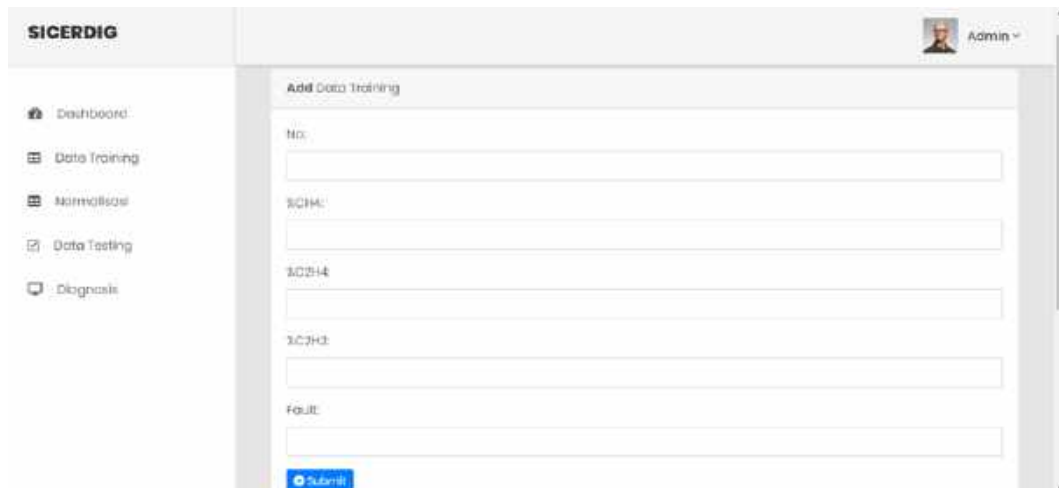 SICERDIG
Admin
Dashboard
Data Training
Normalisasi
Data Testing
Diagnosis
Add Data Training
No:
%CH4:
%C2H4:
%C2H2:
Fault:
Submit